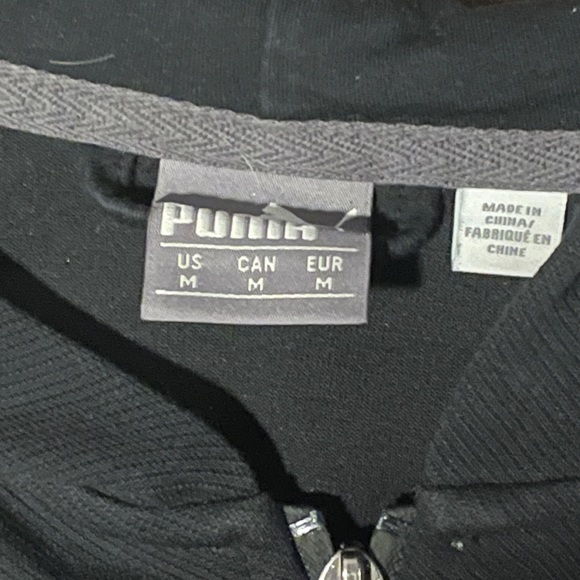 PUMA
US CAN EUR
M M M
MADE IN
CHINA/
FABRIQUÉ EN
CHINE